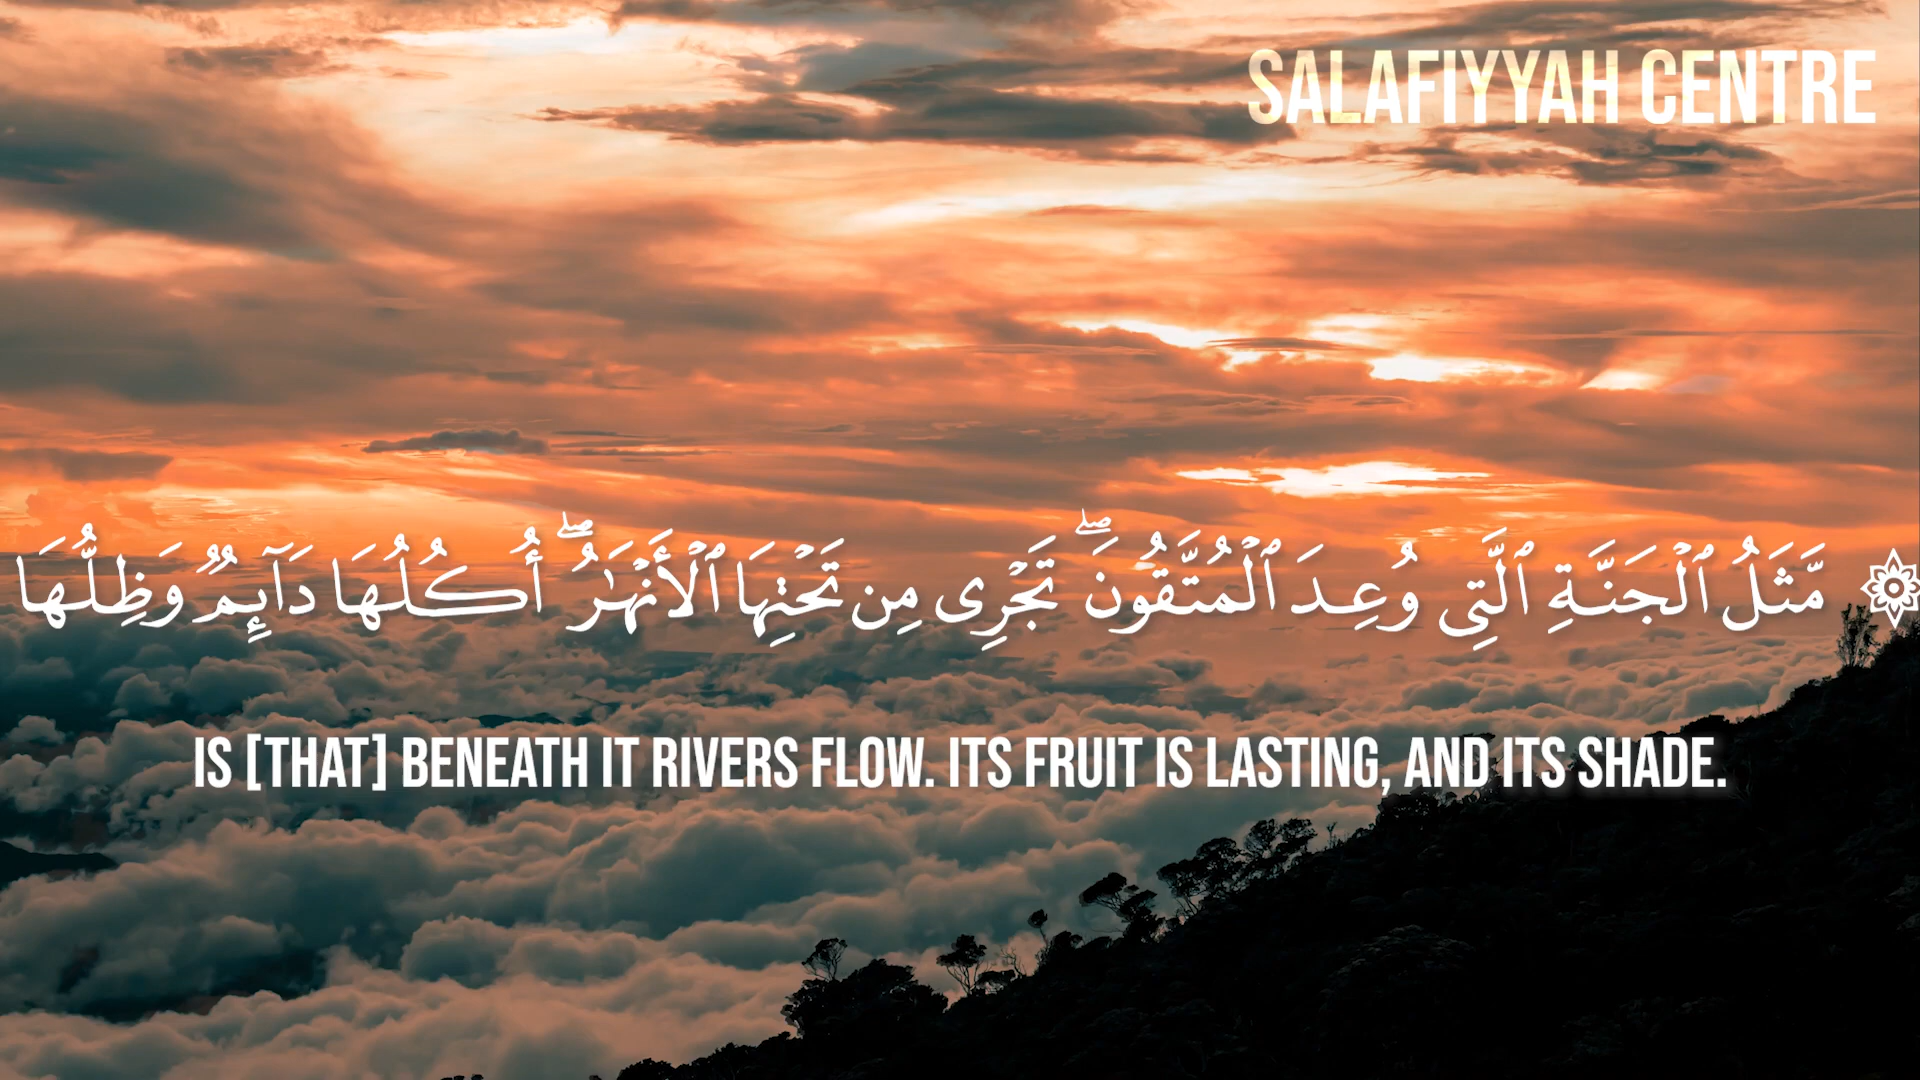 SALAFIYYAH CENTRE
۞ مَّثَلُ ٱلْجَنَّةِ ٱلَّتِى وُعِدَ ٱلْمُتَّقُونَ ۖ تَجْرِى مِن تَحْتِهَا ٱلْأَنْهَـٰرُ ۖ أُكُلُهَا دَآئِمٌ وَظِلُّهَا
IS [THAT] BENEATH IT RIVERS FLOW. ITS FRUIT IS LASTING, AND ITS SHADE.